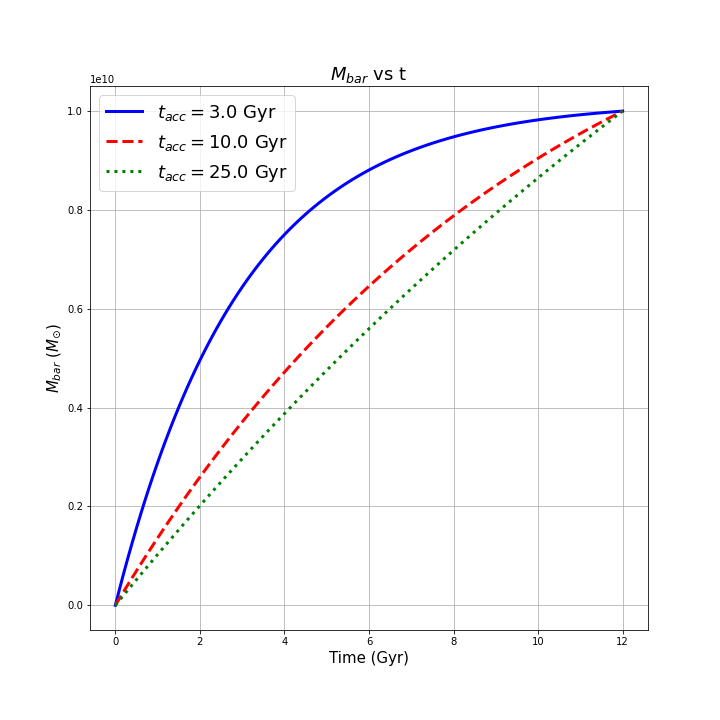 M_bar vs t
1e10
t_acc = 3.0 Gyr
t_acc = 10.0 Gyr
t_acc = 25.0 Gyr
1.0
0.8
0.6
0.4
0.2
0.0
M_bar (M_⊙)
0 2 4 6 8 10 12
Time (Gyr)